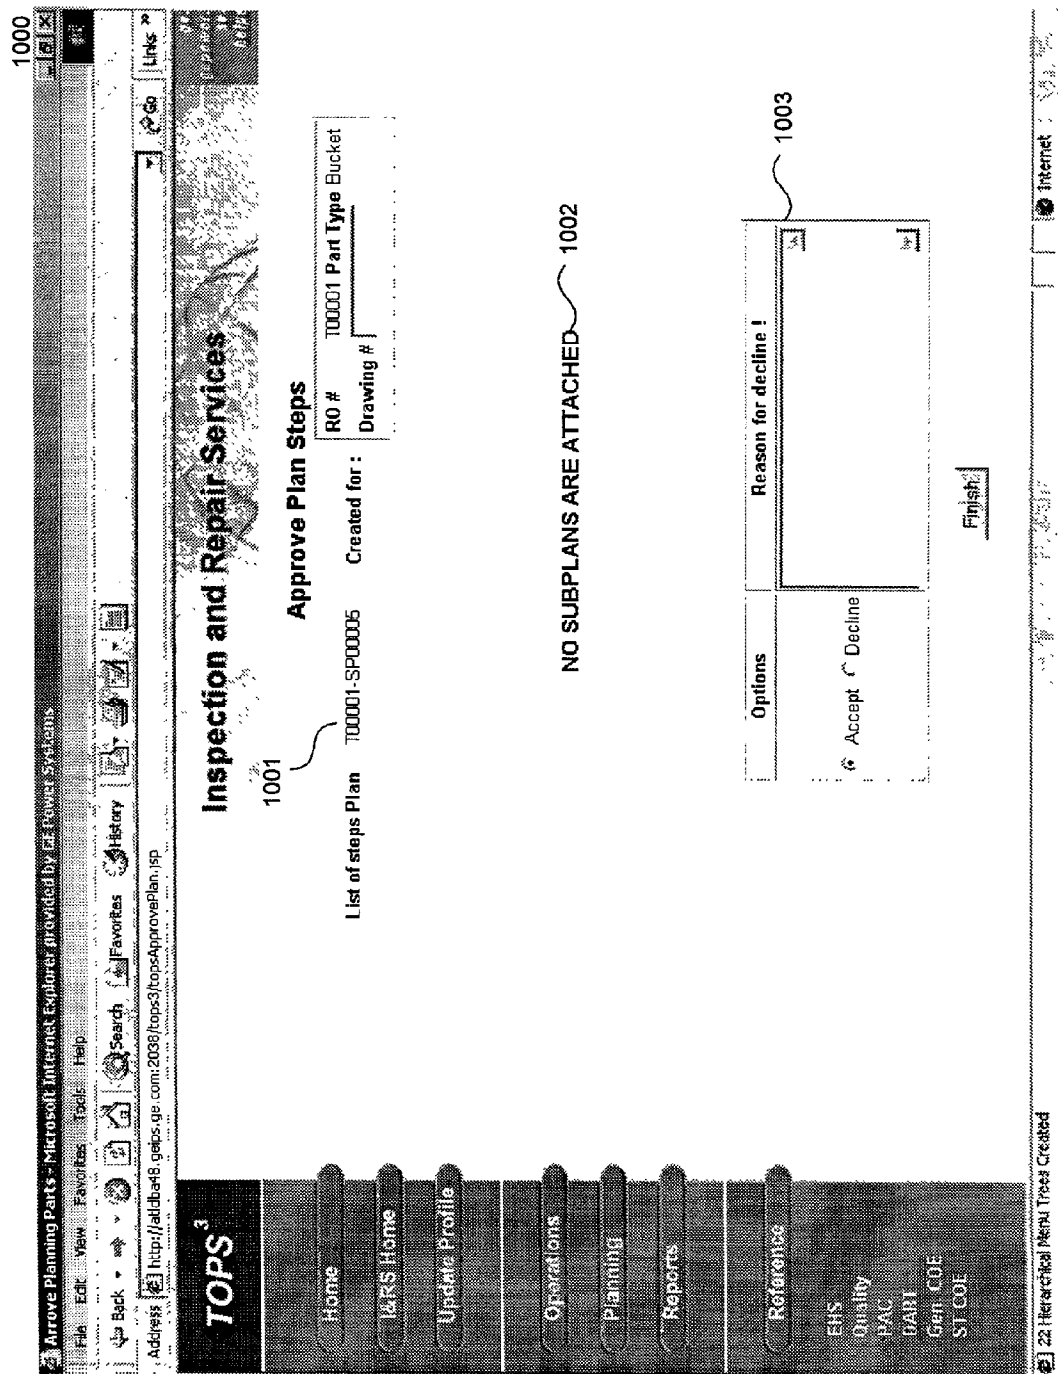 1000
Arrove Planning Parts - Microsoft Internet Explorer provided by GE Power Systems
File Edit View Favorites Tools Help
Back Search Favorites History
Address http://alddba48.geips.ge.com:2038/tops3/topsApprovePlan.jsp Go Links »
TOPS 3
Home
I&RS Home
Update Profile
Operations
Planning
Reports
Reference
EHS
Quality
PAC
DART
Gen COE
ST COE
Inspection and Repair Services
Approve Plan Steps
1001
List of steps Plan T00001-SP00005 Created for :
RO # T00001 Part Type Bucket
Drawing #
NO SUBPLANS ARE ATTACHED 1002
Options Reason for decline !
Accept Decline
1003
Finish
22 Hierarchical Menu Trees Created Internet